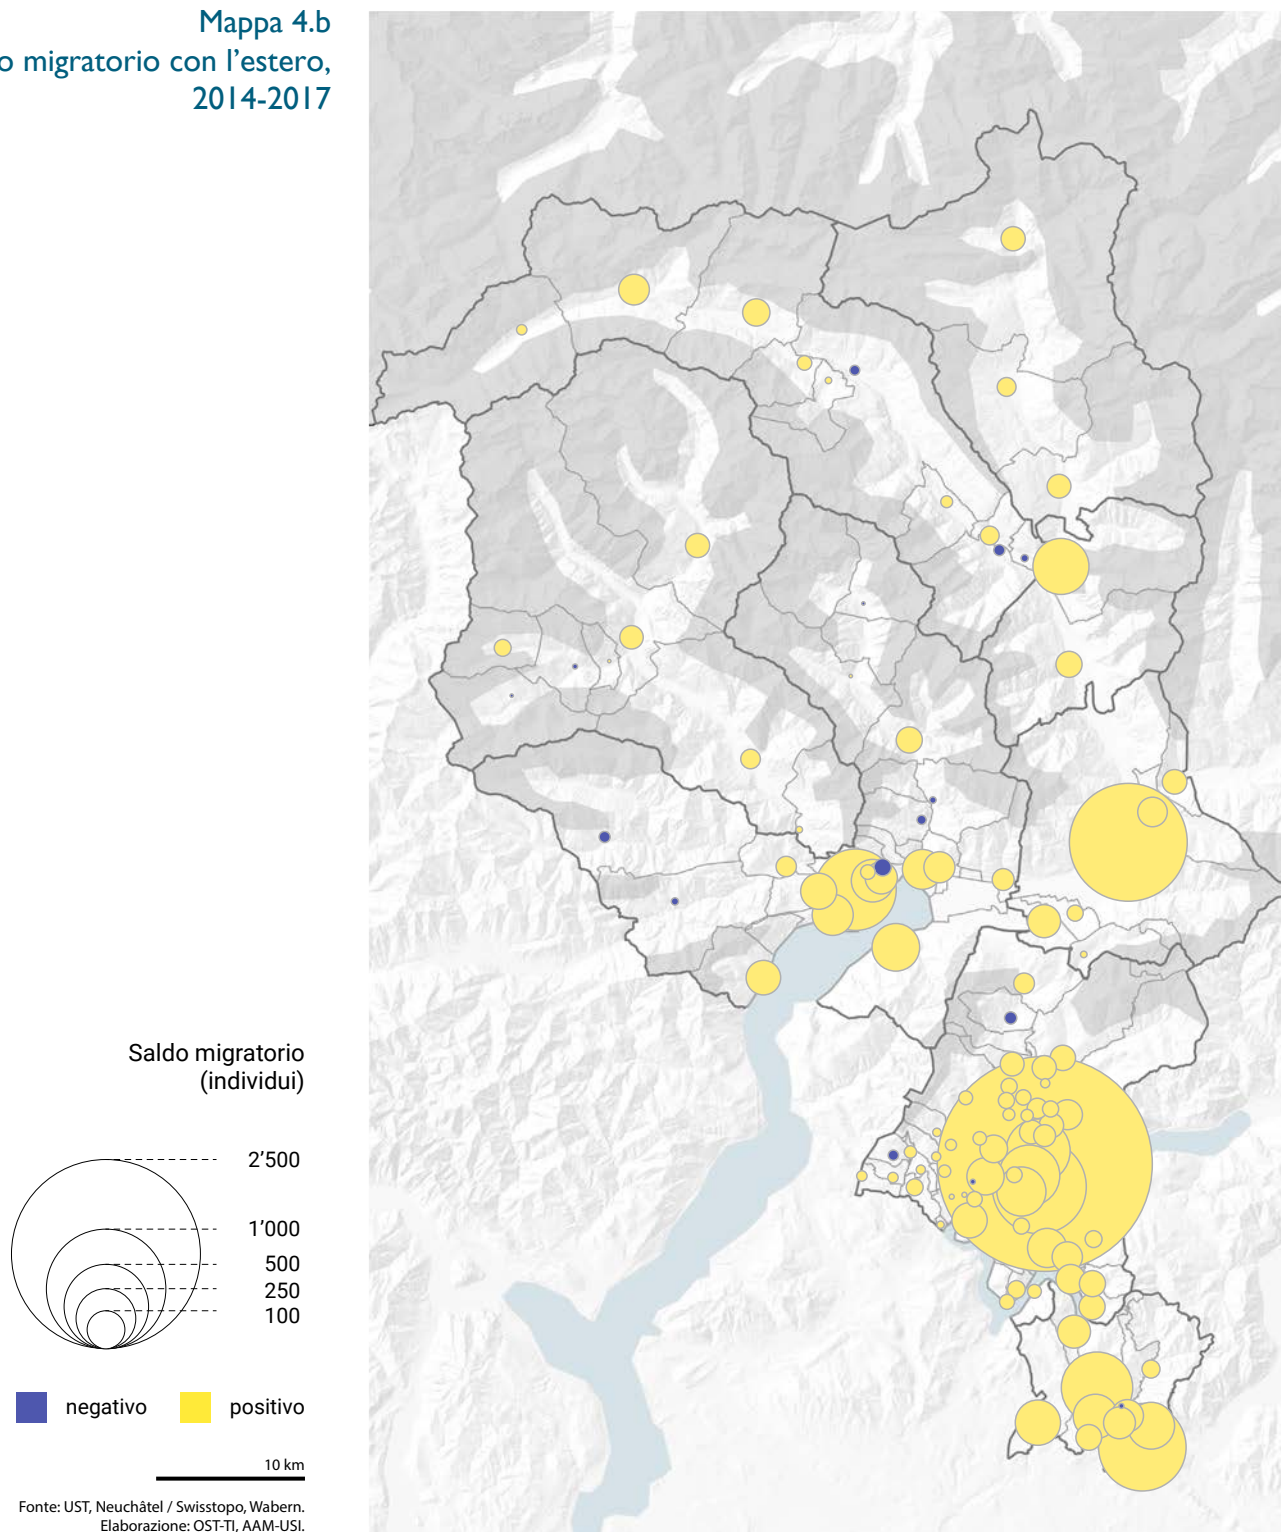 Mappa 4.b
o migratorio con l'estero,
2014-2017
Saldo migratorio
(individui)
2'500
1'000
500
250
100
negativo
positivo
10 km
Fonte: UST, Neuchâtel / Swisstopo, Wabern.
Elaborazione: OST-TI, AAM-USI.